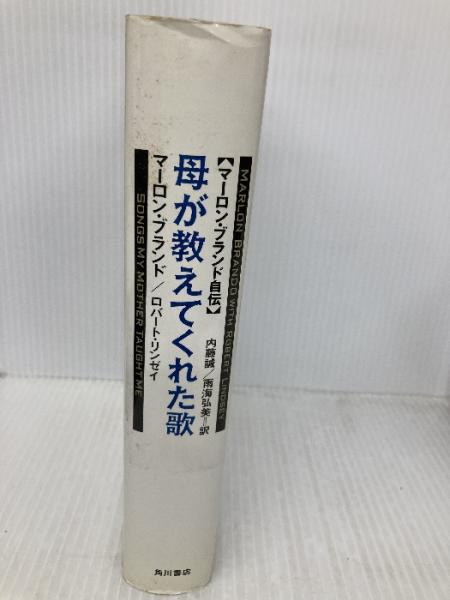 MARLON BRANDO WITH ROBERT LINDSEY
【マーロン・ブランド自伝】
内藤誠/雨海弘美=訳
母が教えてくれた歌
マーロン・ブランド/ロバート・リンゼイ
SONGS MY MOTHER TAUGHT ME
角川書店